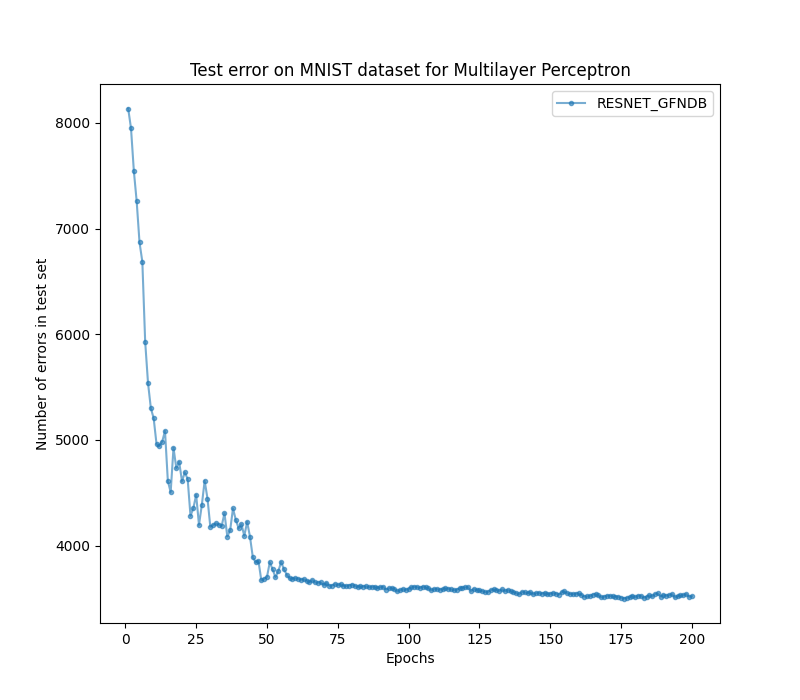 Test error on MNIST dataset for Multilayer Perceptron
RESNET_GFNDB
8000
7000
6000
5000
4000
Number of errors in test set
0 25 50 75 100 125 150 175 200
Epochs